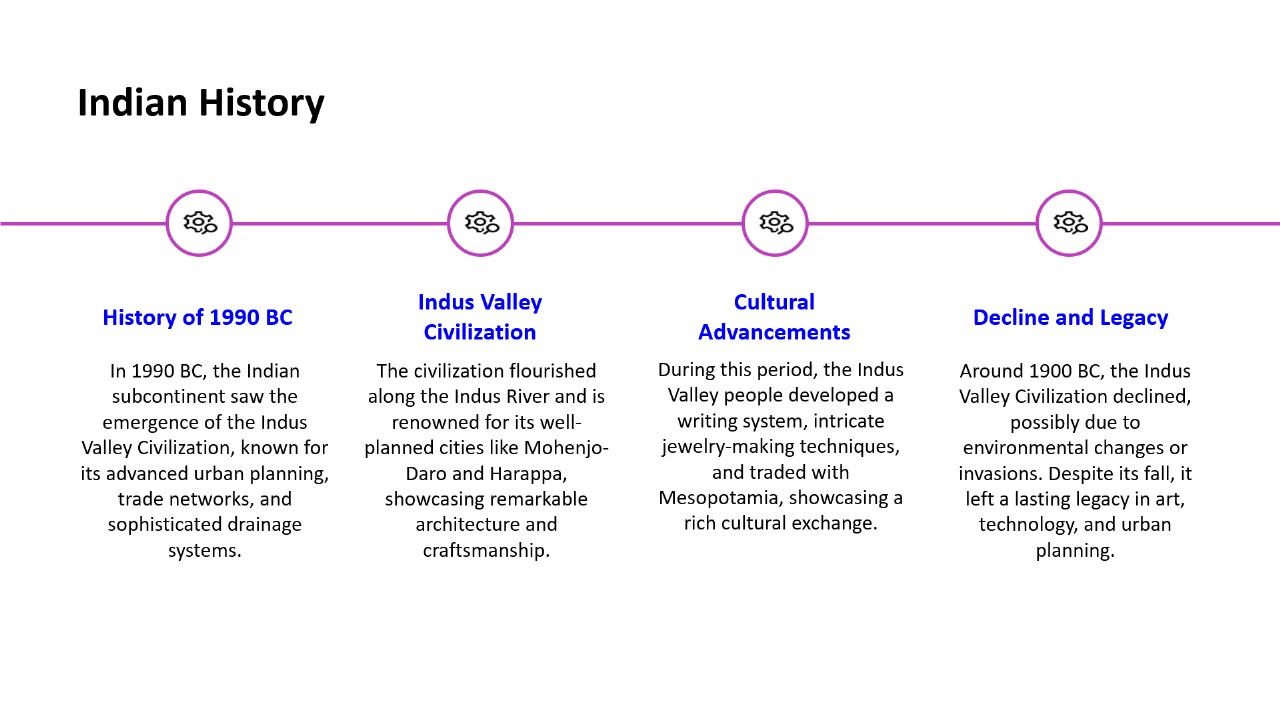 Indian History
History of 1990 BC
In 1990 BC, the Indian
subcontinent saw the
emergence of the Indus
Valley Civilization, known for
its advanced urban planning,
trade networks, and
sophisticated drainage
systems.
Indus Valley
Civilization
The civilization flourished
along the Indus River and is
renowned for its well-
planned cities like Mohenjo-
Daro and Harappa,
showcasing remarkable
architecture and
craftsmanship.
Cultural
Advancements
During this period, the Indus
Valley people developed a
writing system, intricate
jewelry-making techniques,
and traded with
Mesopotamia, showcasing a
rich cultural exchange.
Decline and Legacy
Around 1900 BC, the Indus
Valley Civilization declined,
possibly due to
environmental changes or
invasions. Despite its fall, it
left a lasting legacy in art,
technology, and urban
planning.